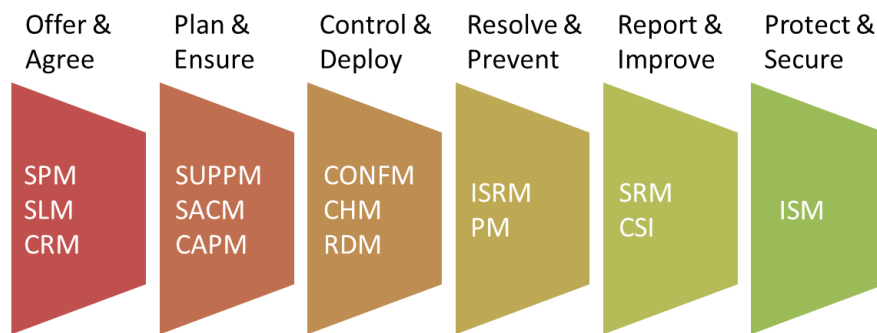 Offer &
Agree
Plan &
Ensure
Control &
Deploy
Resolve &
Prevent
Report &
Improve
Protect &
Secure
SPM
SLM
CRM
SUPPM
SACM
CAPM
CONFM
CHM
RDM
ISRM
PM
SRM
CSI
ISM